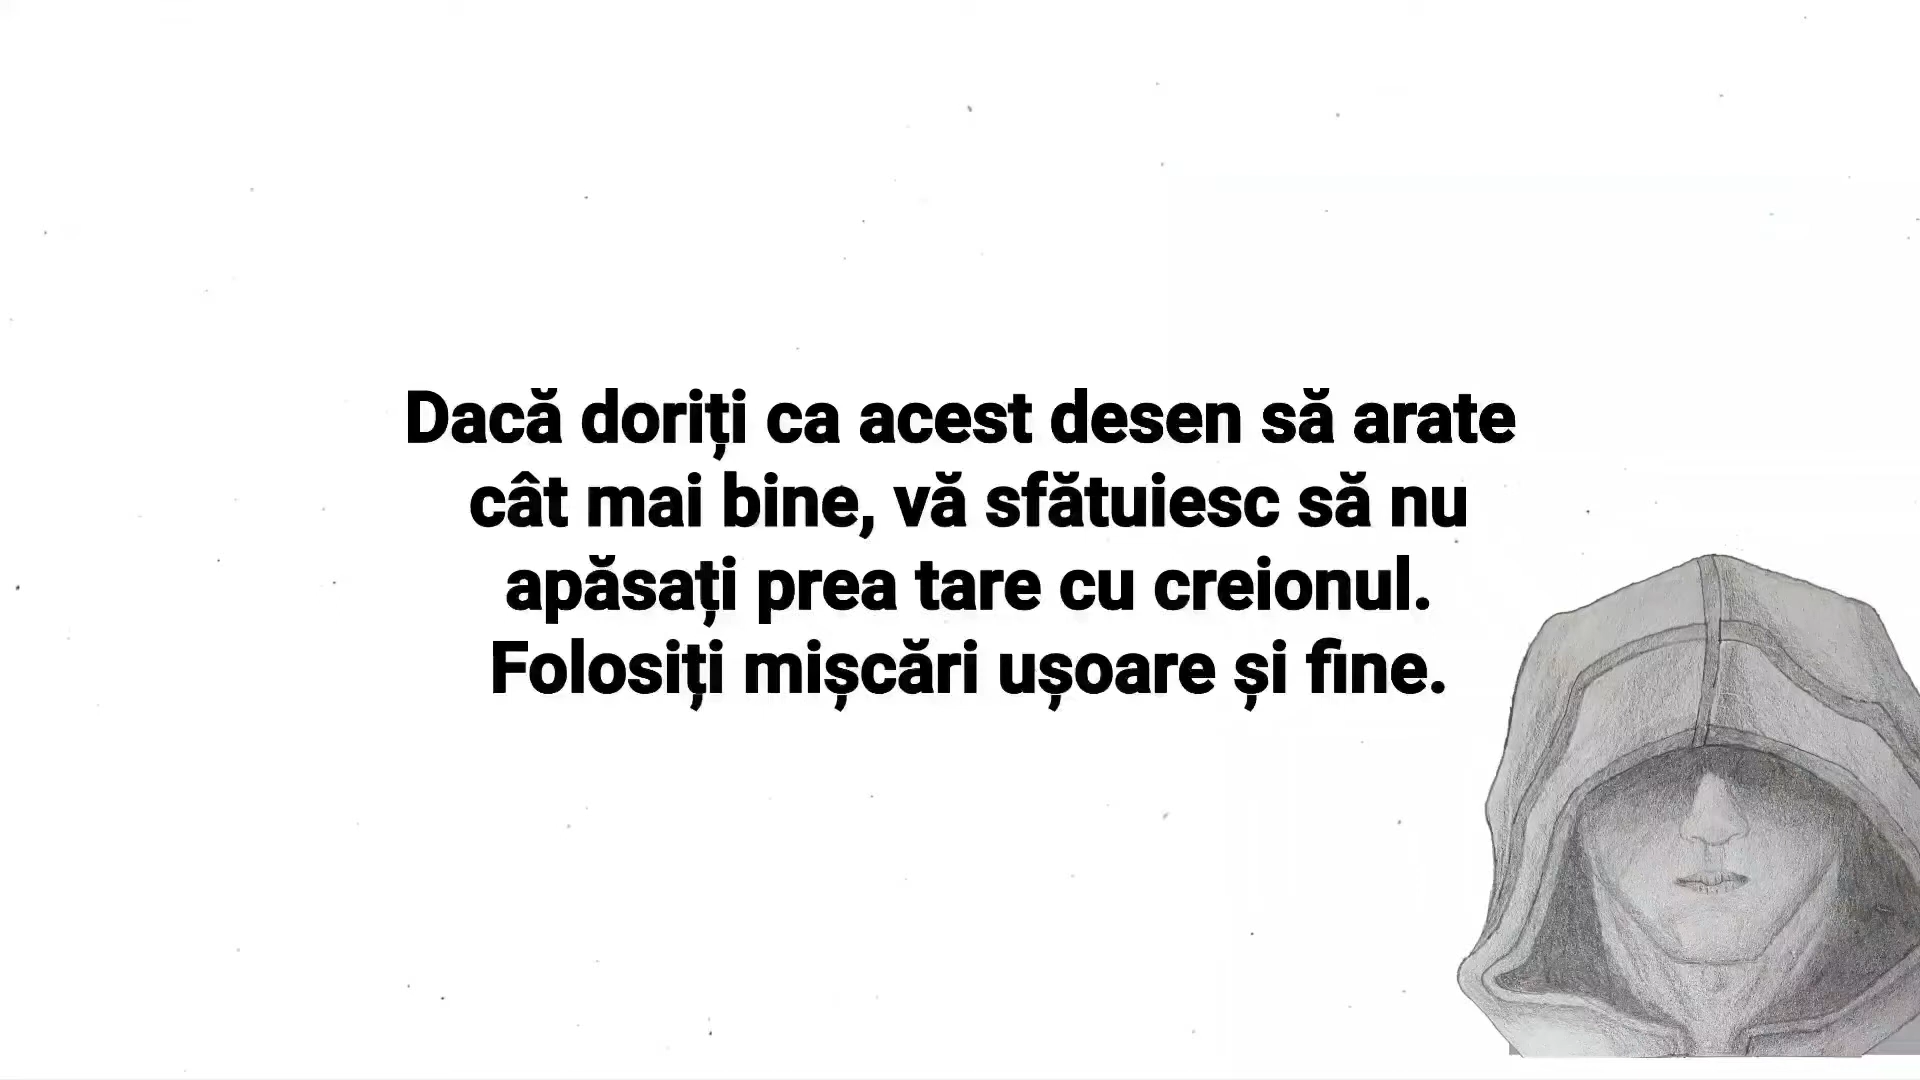 Dacă doriți ca acest desen să arate
cât mai bine, vă sfătuiesc să nu
apăsați prea tare cu creionul.
Folosiți mișcări ușoare și fine.